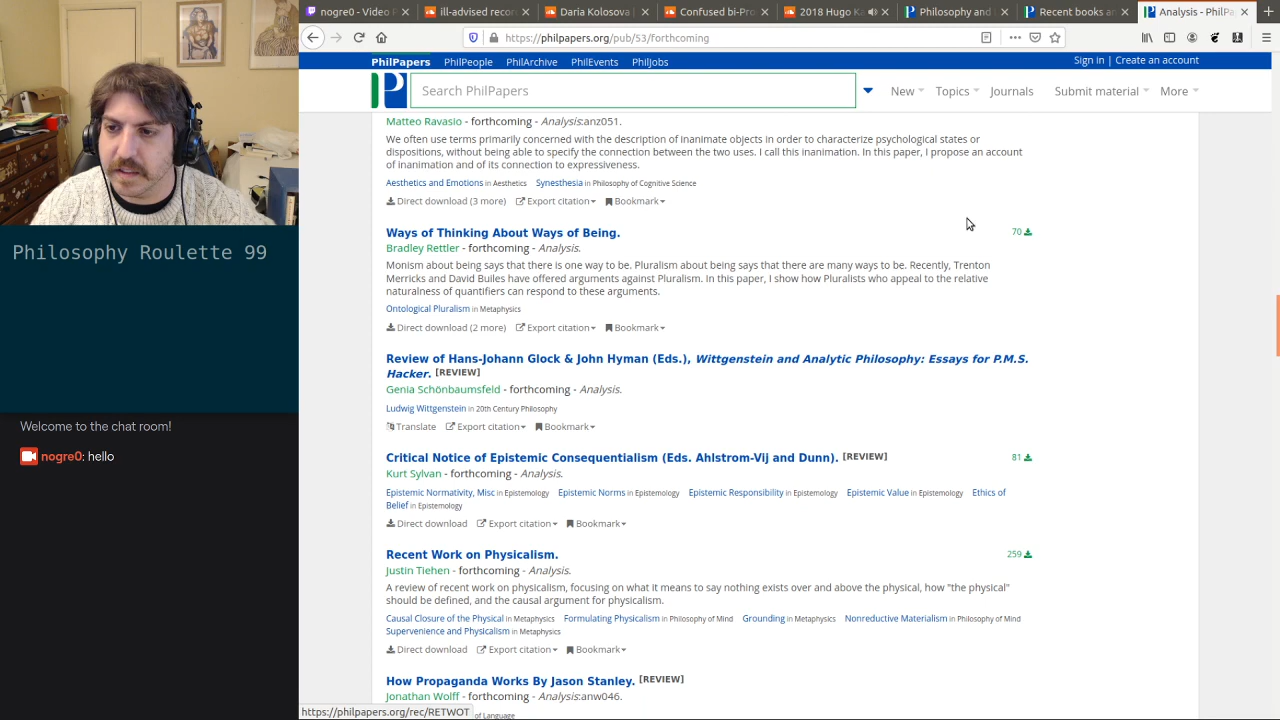 nogre0 - Video P
ill-advised recor
Daria Kolosova
Confused bi-Pro
2018 Hugo Ka
Philosophy and
Recent books an
Analysis - PhilPa
https://philpapers.org/pub/53/forthcoming
PhilPapers PhilPeople PhilArchive PhilEvents PhilJobs
Sign in | Create an account
Search PhilPapers
New Topics Journals Submit material More
Matteo Ravasio - forthcoming - Analysis:anz051.
We often use terms primarily concerned with the description of inanimate objects in order to characterize psychological states or
dispositions, without being able to specify the connection between the two uses. I call this inanimation. In this paper, I propose an account
of inanimation and of its connection to expressiveness.
Aesthetics and Emotions in Aesthetics Synesthesia in Philosophy of Cognitive Science
Direct download (3 more) Export citation Bookmark
Ways of Thinking About Ways of Being. 70
Bradley Rettler - forthcoming - Analysis.
Monism about being says that there is one way to be. Pluralism about being says that there are many ways to be. Recently, Trenton
Merricks and David Builes have offered arguments against Pluralism. In this paper, I show how Pluralists who appeal to the relative
naturalness of quantifiers can respond to these arguments.
Ontological Pluralism in Metaphysics
Direct download (2 more) Export citation Bookmark
Review of Hans-Johann Glock & John Hyman (Eds.), Wittgenstein and Analytic Philosophy: Essays for P.M.S.
Hacker. [REVIEW]
Genia Schönbaumsfeld - forthcoming - Analysis.
Ludwig Wittgenstein in 20th Century Philosophy
Translate Export citation Bookmark
Critical Notice of Epistemic Consequentialism (Eds. Ahlstrom-Vij and Dunn). [REVIEW] 81
Kurt Sylvan - forthcoming - Analysis.
Epistemic Normativity, Misc in Epistemology Epistemic Norms in Epistemology Epistemic Responsibility in Epistemology Epistemic Value in Epistemology Ethics of
Belief in Epistemology
Direct download Export citation Bookmark
Recent Work on Physicalism. 259
Justin Tiehen - forthcoming - Analysis.
A review of recent work on physicalism, focusing on what it means to say nothing exists over and above the physical, how "the physical"
should be defined, and the causal argument for physicalism.
Causal Closure of the Physical in Metaphysics Formulating Physicalism in Philosophy of Mind Grounding in Metaphysics Nonreductive Materialism in Philosophy of Mind
Supervenience and Physicalism in Metaphysics
Direct download Export citation Bookmark
How Propaganda Works By Jason Stanley. [REVIEW]
Jonathan Wolff - forthcoming - Analysis:anw046.
https://philpapers.org/rec/RETWOT of Language
Philosophy Roulette 99
Welcome to the chat room!
nogre0: hello